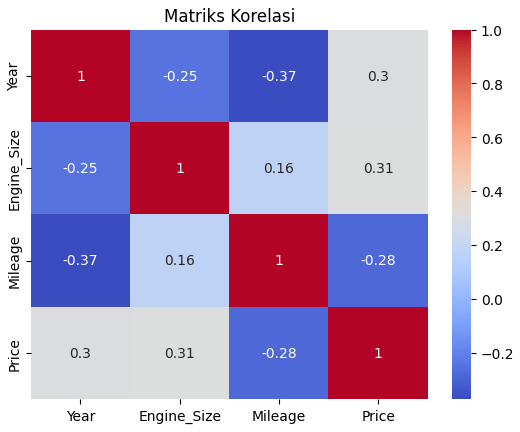 Matriks Korelasi
Year
1
-0.25
-0.37
0.3
Engine_Size
-0.25
1
0.16
0.31
Mileage
-0.37
0.16
1
-0.28
Price
0.3
0.31
-0.28
1
Year
Engine_Size
Mileage
Price
1.0
0.8
0.6
0.4
0.2
0.0
−0.2